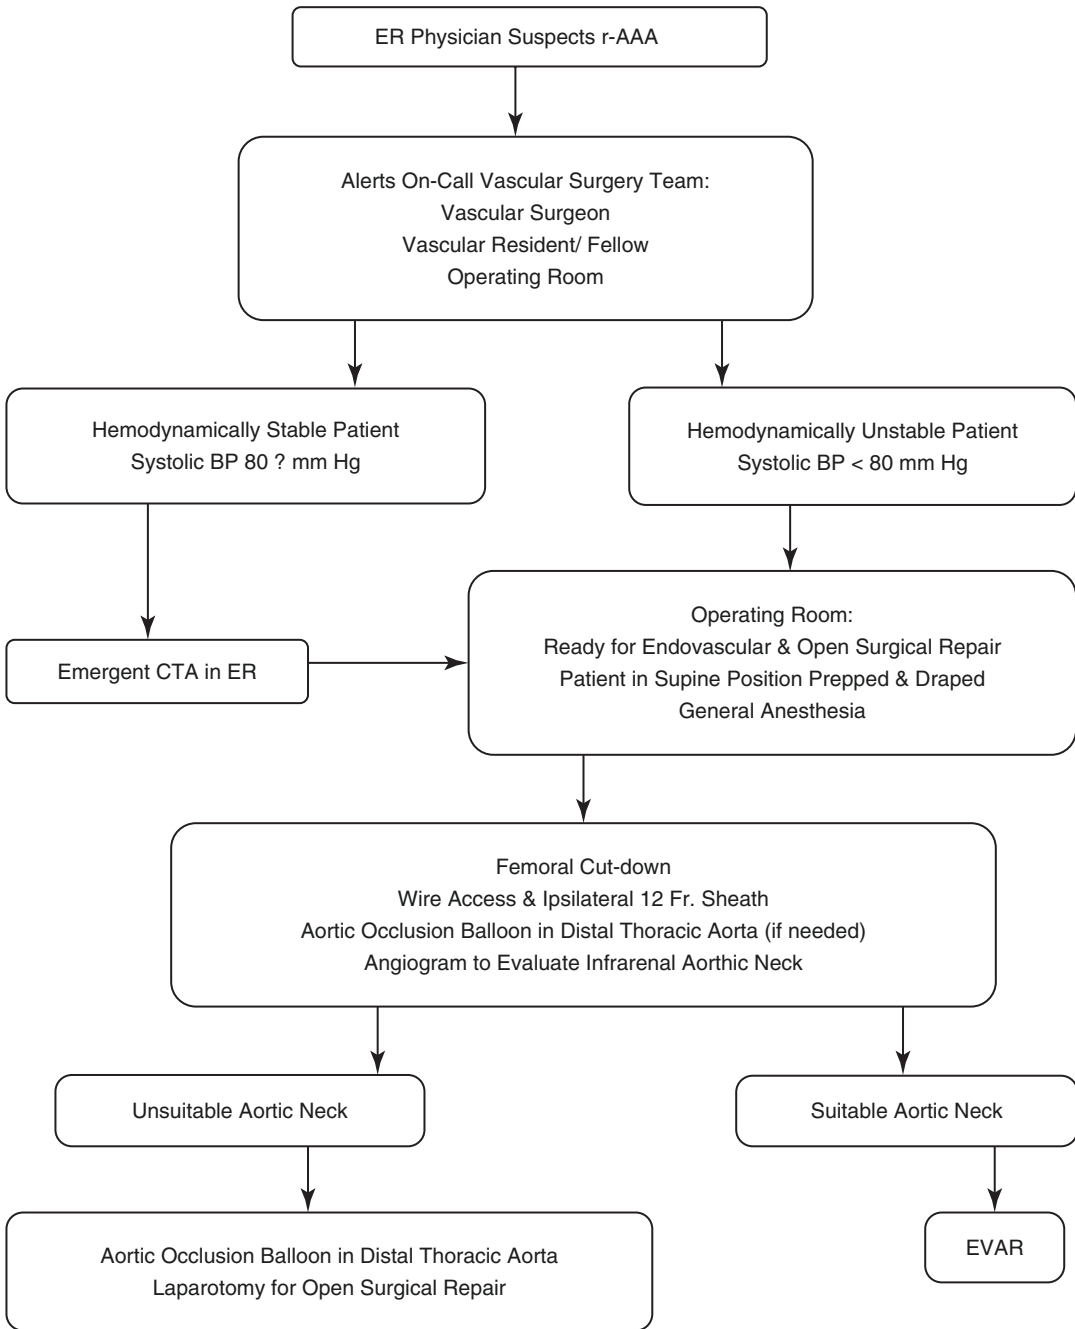 ER Physician Suspects r-AAA
Alerts On-Call Vascular Surgery Team:
Vascular Surgeon
Vascular Resident/ Fellow
Operating Room
Hemodynamically Stable Patient
Systolic BP 80 ? mm Hg
Hemodynamically Unstable Patient
Systolic BP < 80 mm Hg
Emergent CTA in ER
Operating Room:
Ready for Endovascular & Open Surgical Repair
Patient in Supine Position Prepped & Draped
General Anesthesia
Femoral Cut-down
Wire Access & Ipsilateral 12 Fr. Sheath
Aortic Occlusion Balloon in Distal Thoracic Aorta (if needed)
Angiogram to Evaluate Infrarenal Aorthic Neck
Unsuitable Aortic Neck
Suitable Aortic Neck
Aortic Occlusion Balloon in Distal Thoracic Aorta
Laparotomy for Open Surgical Repair
EVAR